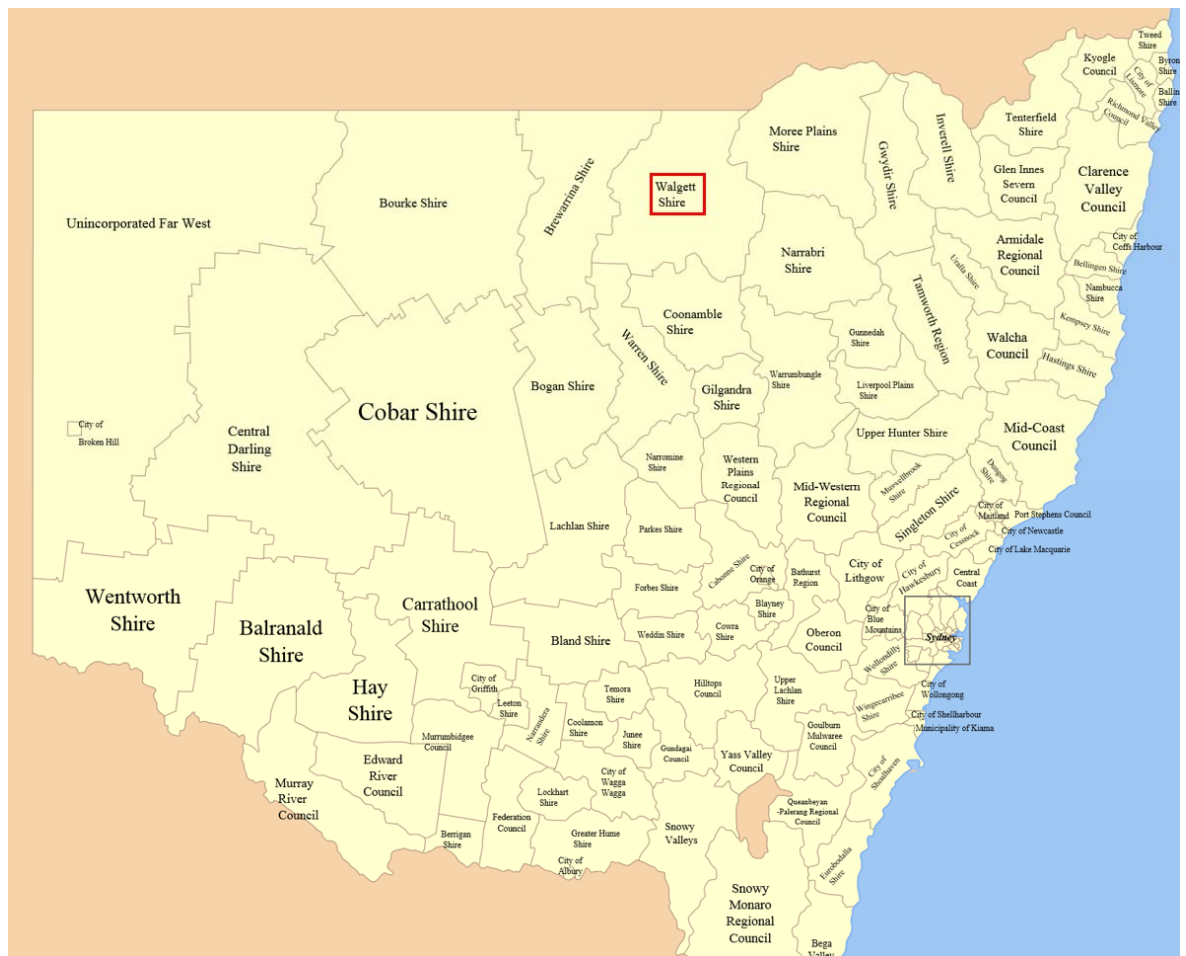 Tweed
Shire
Kyogle
Council
City of
Lismore
Byron
Shire
Ballin
Shire
Richmond Valley
Council
Tenterfield
Shire
Inverell Shire
Gwydir Shire
Moree Plains
Shire
Glen Innes
Severn
Council
Clarence
Valley
Council
Walgett
Shire
Brewarrina Shire
Bourke Shire
Unincorporated Far West
City of
Coffs Harbour
Armidale
Regional
Council
Narrabri
Shire
Uralla Shire
Bellingen Shire
Nambucca
Shire
Kempsey Shire
Hastings Shire
Tamworth Region
Walcha
Council
Coonamble
Shire
Gunnedah
Shire
Warren Shire
Bogan Shire
Gilgandra
Shire
Warrumbungle
Shire
Liverpool Plains
Shire
Cobar Shire
City of
Broken Hill
Central
Darling
Shire
Upper Hunter Shire
Mid-Coast
Council
Narromine
Shire
Western
Plains
Regional
Council
Mid-Western
Regional
Council
Muswellbrook
Shire
Dungog
Shire
Singleton Shire
City of
Maitland
Port Stephens Council
City of Newcastle
City of
Cessnock
City of Lake Macquarie
Lachlan Shire
Parkes Shire
Cabonne Shire
City of
Orange
Bathurst
Region
City of
Lithgow
City of
Hawkesbury
Central
Coast
Forbes Shire
Blayney
Shire
Wentworth
Shire
Balranald
Shire
Carrathool
Shire
Bland Shire
Weddin Shire
Cowra
Shire
Oberon
Council
City of
Blue
Mountains
Sydney
Wollondilly
Shire
Hay
Shire
City of
Griffith
Leeton
Shire
Narrandera
Shire
Temora
Shire
Hilltops
Council
Upper
Lachlan
Shire
City of
Wollongong
Wingecarribee
Shire
City of Shellharbour
Municipality of Kiama
Murrumbidgee
Council
Coolamon
Shire
Junee
Shire
Gundagai
Council
Yass Valley
Council
Goulburn
Mulwaree
Council
City of
Shoalhaven
Edward
River
Council
Murray
River
Council
City of
Wagga
Wagga
Lockhart
Shire
Queanbeyan
-Palerang Regional
Council
Berrigan
Shire
Federation
Council
Greater Hume
Shire
City of
Albury
Snowy
Valleys
Eurobodalla
Shire
Snowy
Monaro
Regional
Council
Bega
Valley